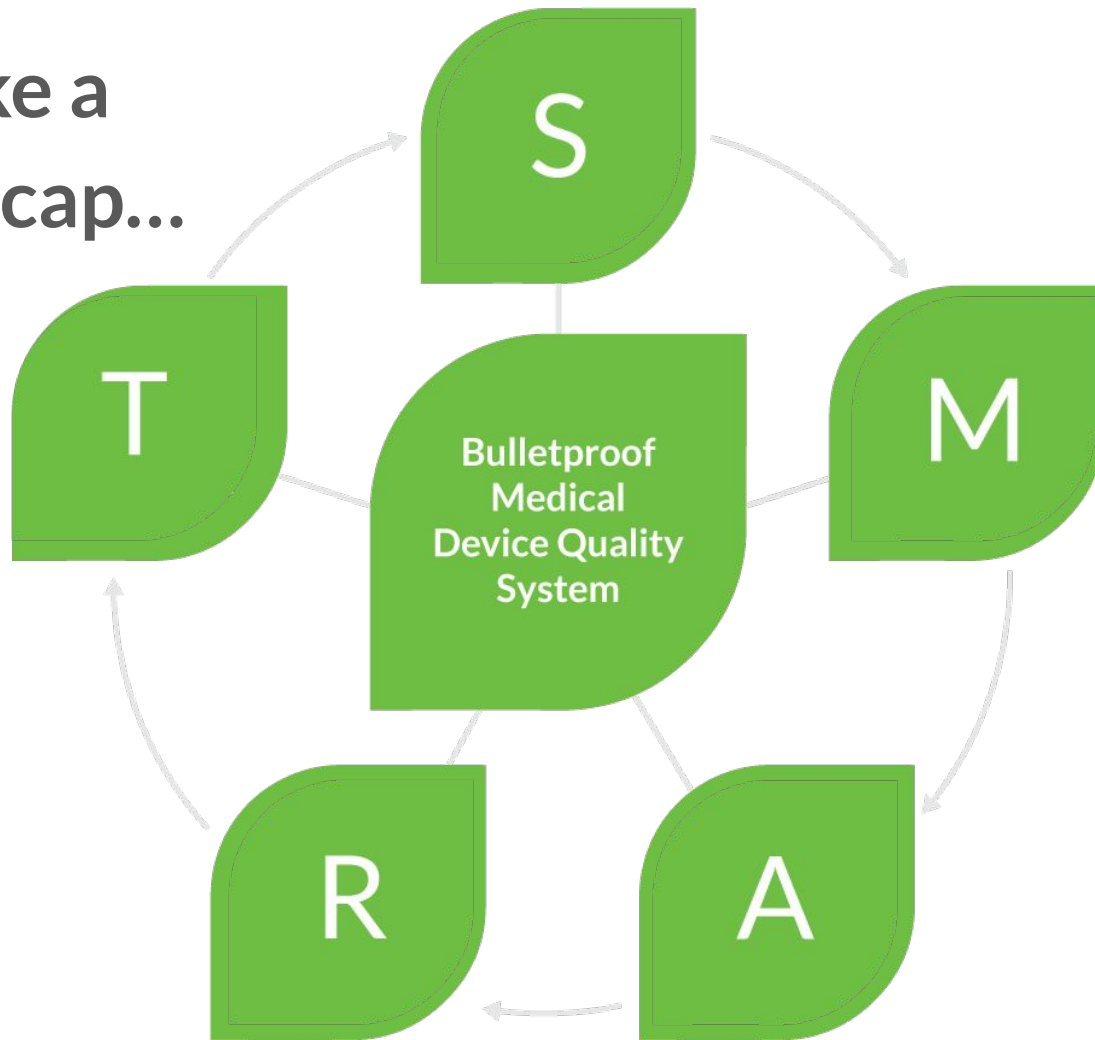 ke a
cap...
S
M
A
R
T
Bulletproof
Medical
Device Quality
System